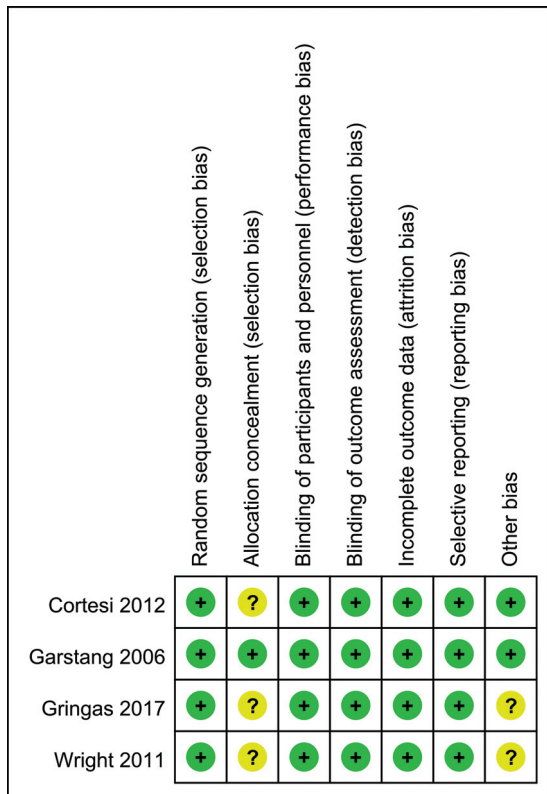 Random sequence generation (selection bias)
Allocation concealment (selection bias)
Blinding of participants and personnel (performance bias)
Blinding of outcome assessment (detection bias)
Incomplete outcome data (attrition bias)
Selective reporting (reporting bias)
Other bias
Cortesi 2012 + ? + + + + +
Garstang 2006 + + + + + + +
Gringas 2017 + ? + + + + ?
Wright 2011 + ? + + + + ?